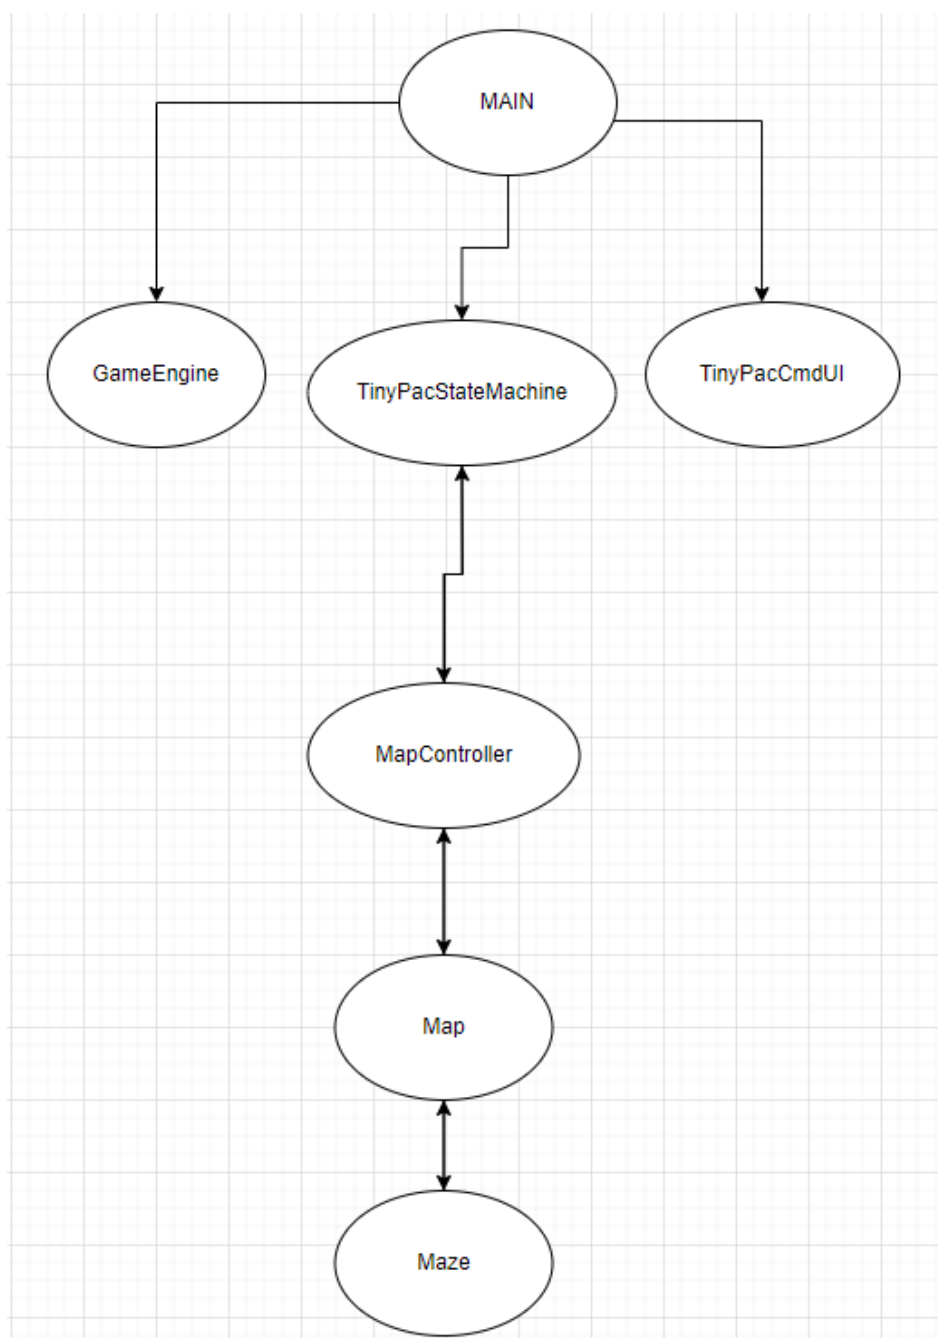 MAIN
GameEngine
TinyPacStateMachine
TinyPacCmdUI
MapController
Map
Maze